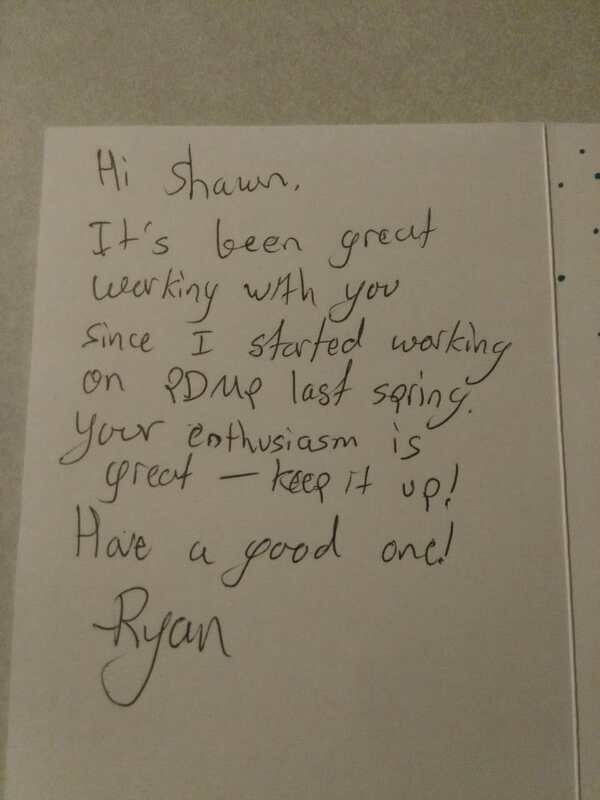 Hi Shawn,
It's been great
working with you
since I started working
on PDMP last spring.
Your enthusiasm is
great — keep it up!
Have a good one!
-Ryan